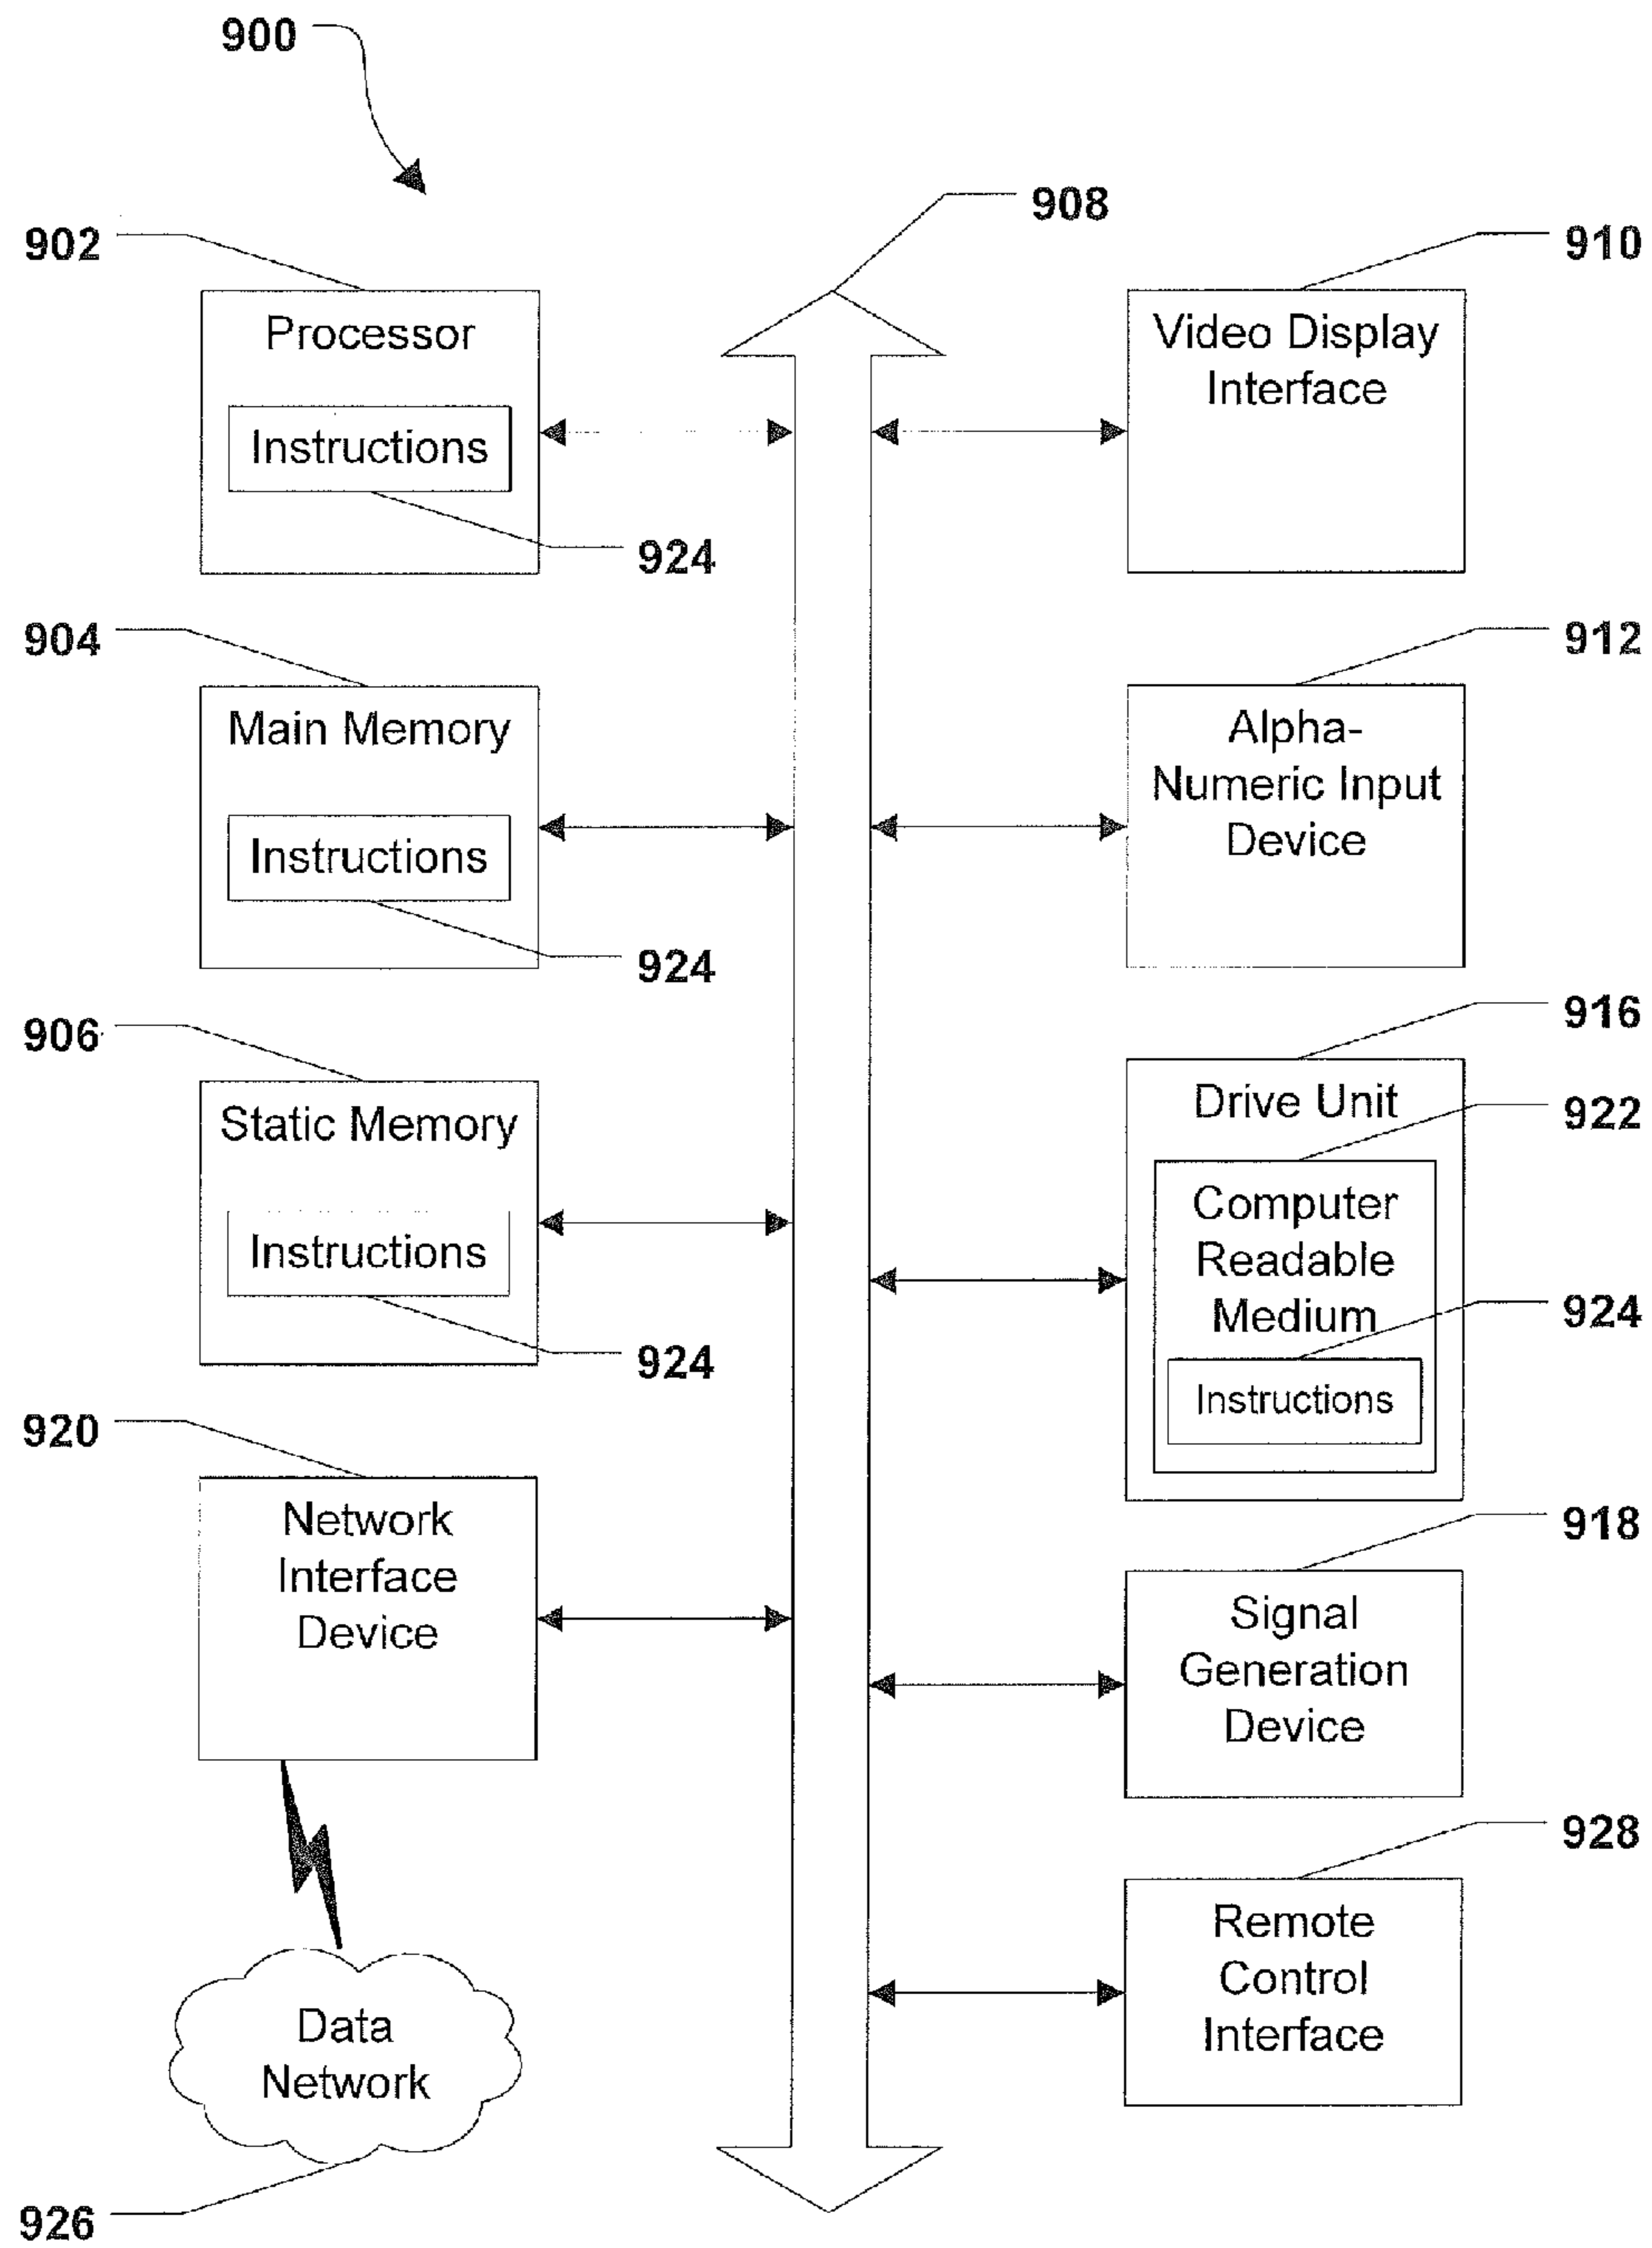 900
908
902
Processor
Instructions
924
904
Main Memory
Instructions
924
906
Static Memory
Instructions
924
920
Network
Interface
Device
Data
Network
926
910
Video Display
Interface
912
Alpha-
Numeric Input
Device
916
Drive Unit
922
Computer
Readable
Medium
924
Instructions
918
Signal
Generation
Device
928
Remote
Control
Interface